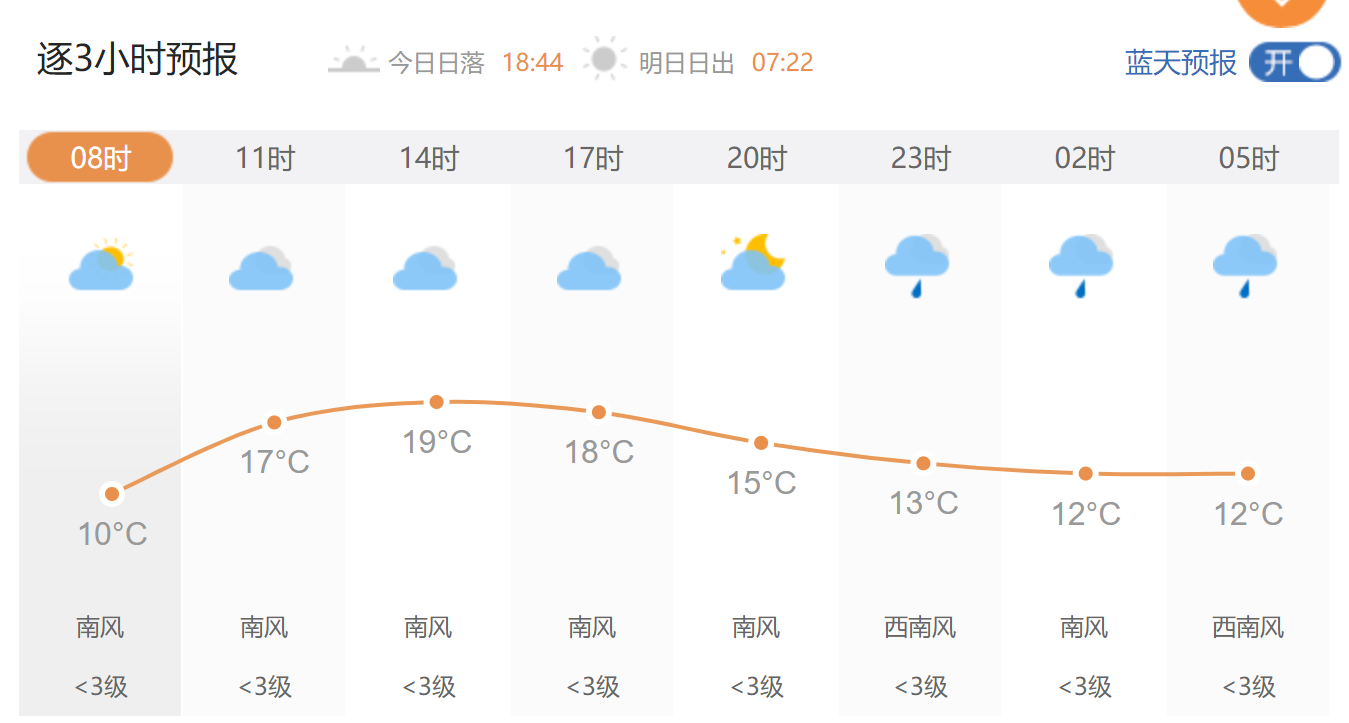 逐3小时预报 今日日落 18:44 明日日出 07:22 蓝天预报 开
08时 11时 14时 17时 20时 23时 02时 05时
10°C 17°C 19°C 18°C 15°C 13°C 12°C 12°C
南风 南风 南风 南风 南风 西南风 南风 西南风
<3级 <3级 <3级 <3级 <3级 <3级 <3级 <3级